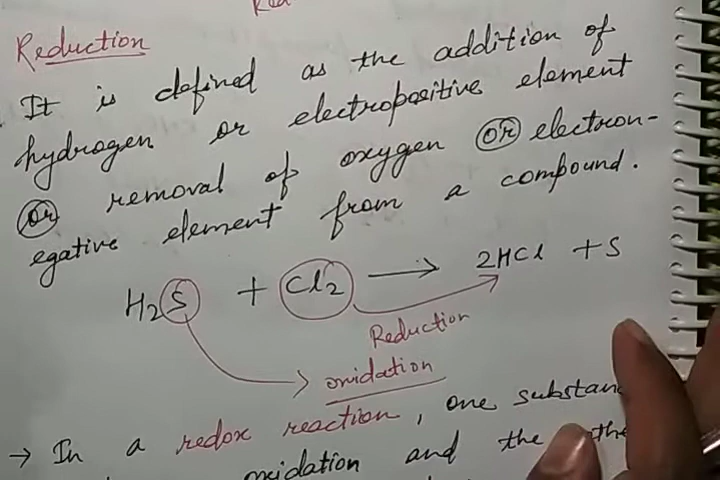 Reduction
It is defined as the addition of
hydrogen or electropositive element
or removal of oxygen or electron-
egative element from a compound.
H2S + Cl2 → 2HCl + S
Reduction
oxidation
→ In a redox reaction, one
oxidation and the